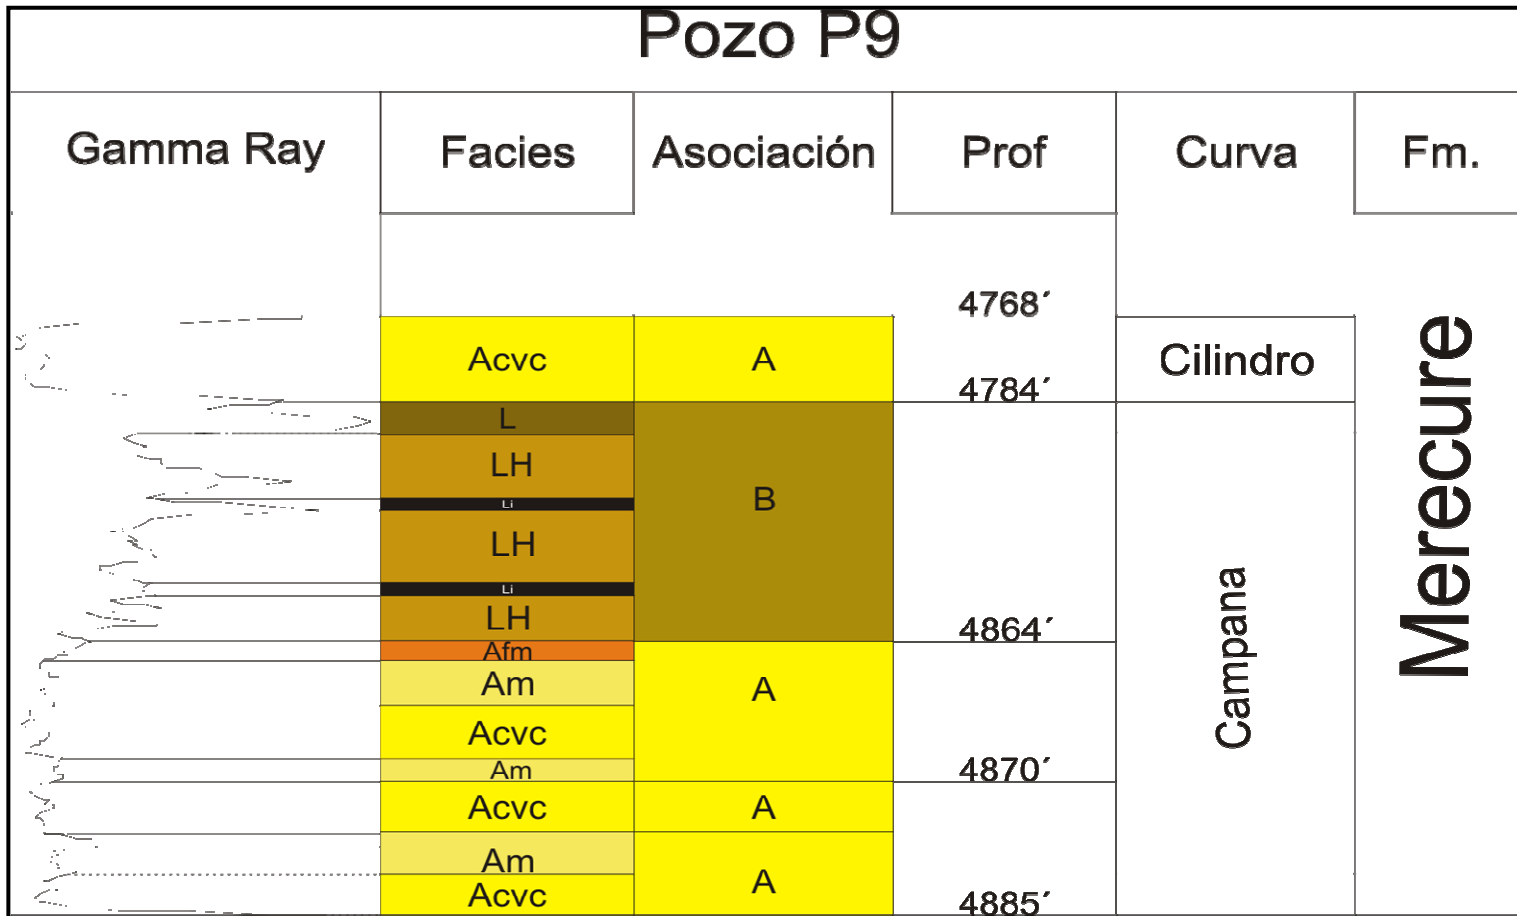 Pozo P9
Gamma Ray Facies Asociación Prof Curva Fm.
4768´
Acvc A Cilindro
4784´
L
LH
Li B
LH
Li
LH 4864´
Afm
Am A
Acvc
Am 4870´
Acvc A
Am
A
Acvc 4885´
Campana
Merecure